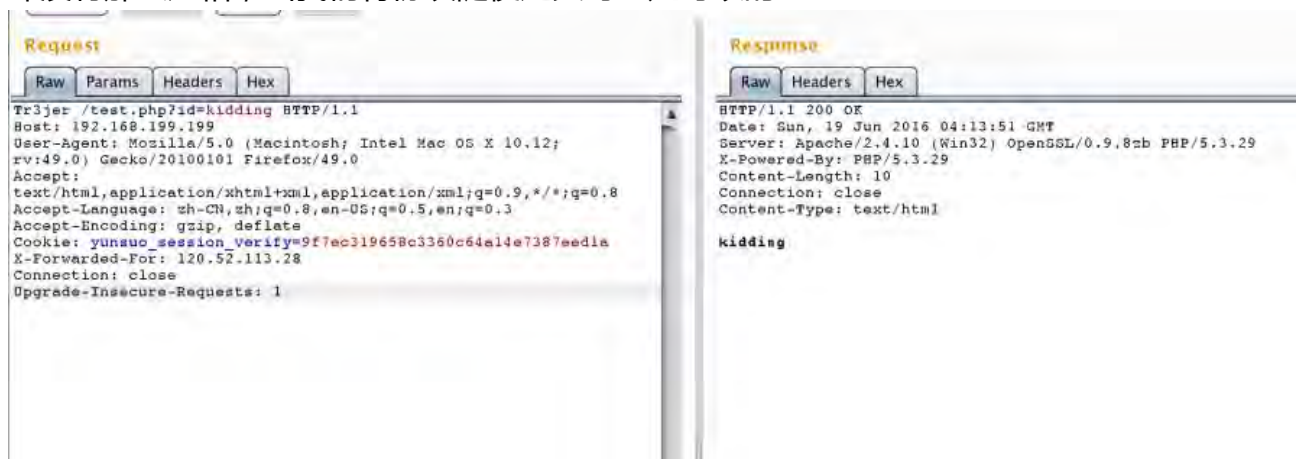 Request
Raw Params Headers Hex
Tr3jer /test.php?id=kidding HTTP/1.1
Host: 192.168.199.199
User-Agent: Mozilla/5.0 (Macintosh; Intel Mac OS X 10.12;
rv:49.0) Gecko/20100101 Firefox/49.0
Accept:
text/html,application/xhtml+xml,application/xml;q=0.9,*/*;q=0.8
Accept-Language: zh-CN,zh;q=0.8,en-US;q=0.5,en;q=0.3
Accept-Encoding: gzip, deflate
Cookie: yunsuo_session_verify=9f7ec319658c3360c64a14e7387eed1a
X-Forwarded-For: 120.52.113.28
Connection: close
Upgrade-Insecure-Requests: 1
Response
Raw Headers Hex
HTTP/1.1 200 OK
Date: Sun, 19 Jun 2016 04:13:51 GMT
Server: Apache/2.4.10 (Win32) OpenSSL/0.9.8zb PHP/5.3.29
X-Powered-By: PHP/5.3.29
Content-Length: 10
Connection: close
Content-Type: text/html
kidding